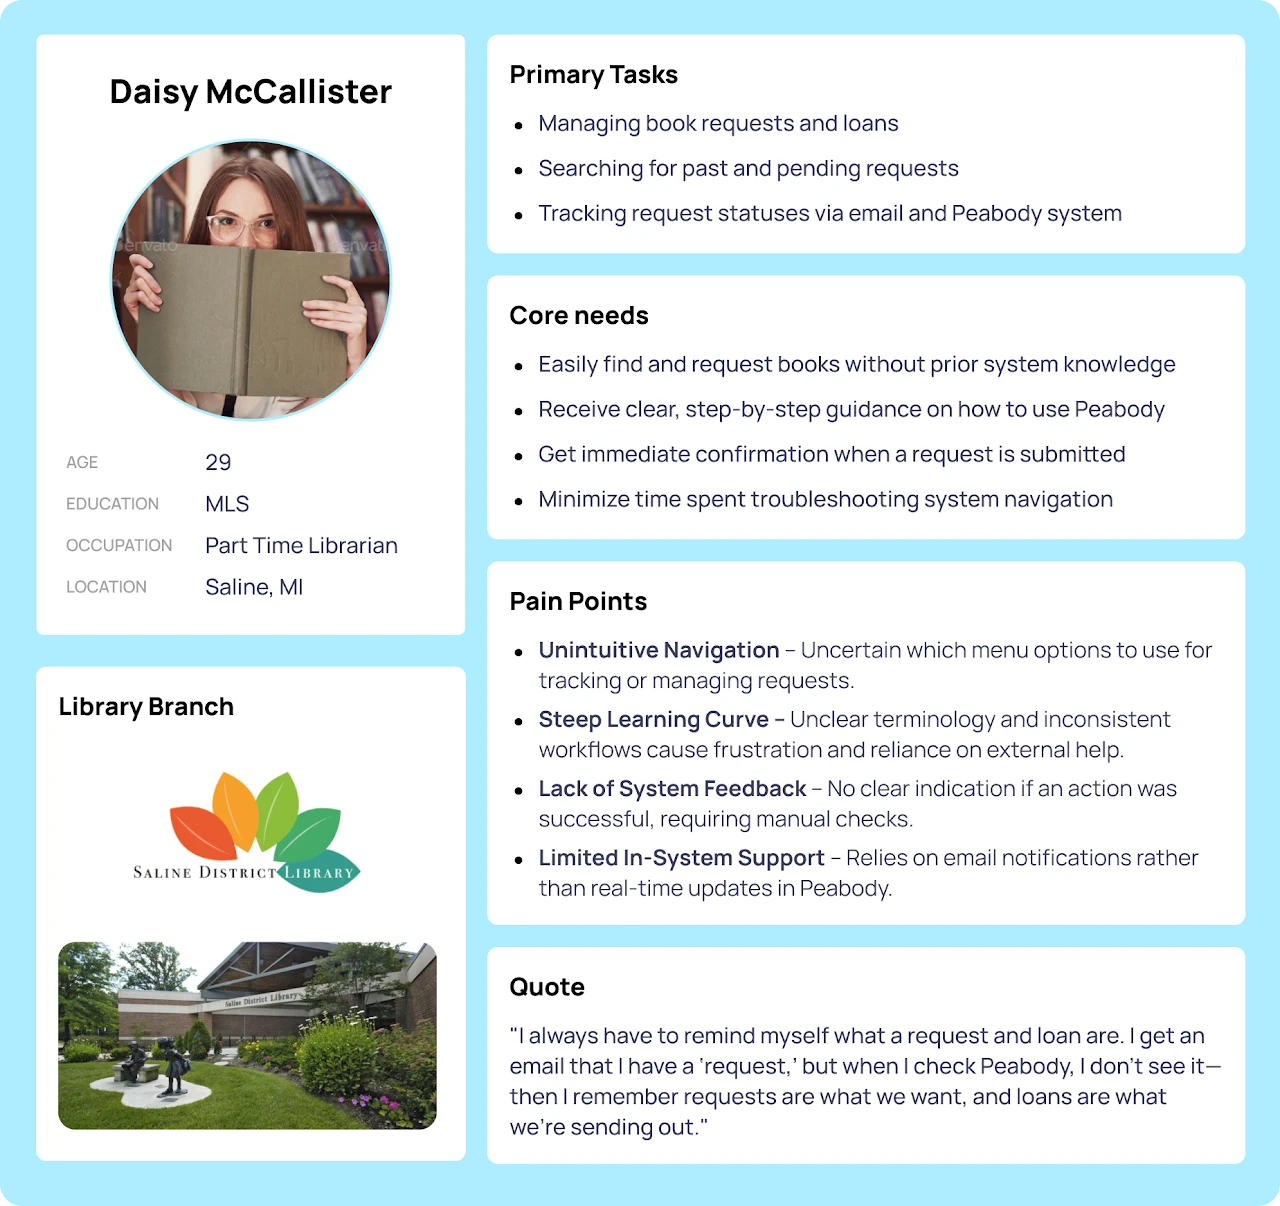 Daisy McCallister
envato
envat
AGE 29
EDUCATION MLS
OCCUPATION Part Time Librarian
LOCATION Saline, MI
Library Branch
SALINE DISTRICT LIBRARY
Saline District Library
Primary Tasks
• Managing book requests and loans
• Searching for past and pending requests
• Tracking request statuses via email and Peabody system
Core needs
• Easily find and request books without prior system knowledge
• Receive clear, step-by-step guidance on how to use Peabody
• Get immediate confirmation when a request is submitted
• Minimize time spent troubleshooting system navigation
Pain Points
• Unintuitive Navigation – Uncertain which menu options to use for
tracking or managing requests.
• Steep Learning Curve – Unclear terminology and inconsistent
workflows cause frustration and reliance on external help.
• Lack of System Feedback – No clear indication if an action was
successful, requiring manual checks.
• Limited In-System Support – Relies on email notifications rather
than real-time updates in Peabody.
Quote
"I always have to remind myself what a request and loan are. I get an
email that I have a ‘request,’ but when I check Peabody, I don’t see it—
then I remember requests are what we want, and loans are what
we’re sending out."